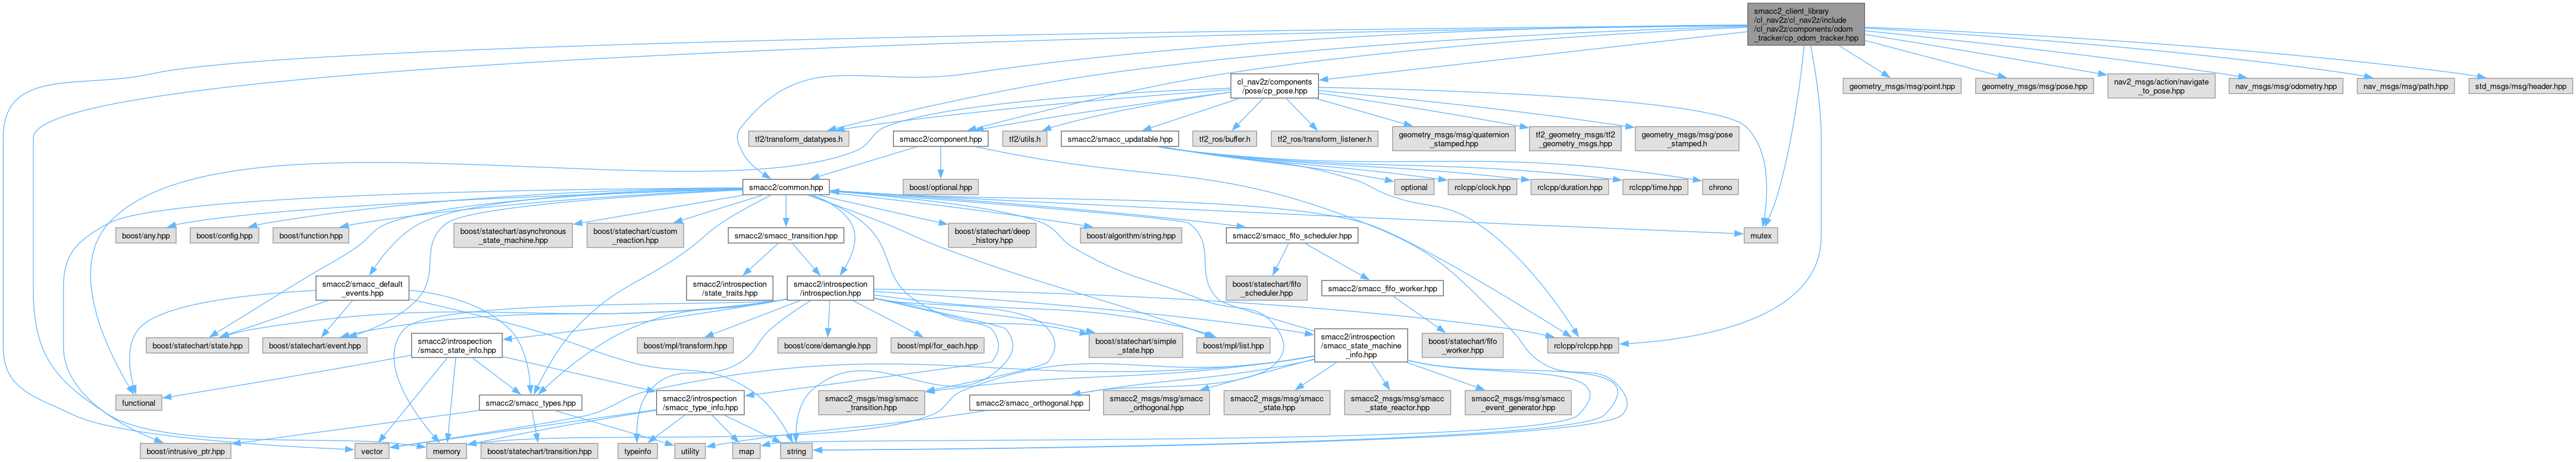 smacc2_client_library
/cl_nav2z/cl_nav2z/include
/cl_nav2z/components/odom
_tracker/cp_odom_tracker.hpp
cl_nav2z/components
/pose/cp_pose.hpp
geometry_msgs/msg/point.hpp
geometry_msgs/msg/pose.hpp
nav2_msgs/action/navigate
_to_pose.hpp
nav_msgs/msg/odometry.hpp
nav_msgs/msg/path.hpp
std_msgs/msg/header.hpp
tf2/transform_datatypes.h
smacc2/component.hpp
tf2/utils.h
smacc2/smacc_updatable.hpp
tf2_ros/buffer.h
tf2_ros/transform_listener.h
geometry_msgs/msg/quaternion
_stamped.hpp
tf2_geometry_msgs/tf2
_geometry_msgs.hpp
geometry_msgs/msg/pose
_stamped.h
smacc2/common.hpp
boost/optional.hpp
optional
rclcpp/clock.hpp
rclcpp/duration.hpp
rclcpp/time.hpp
chrono
boost/any.hpp
boost/config.hpp
boost/function.hpp
boost/statechart/asynchronous
_state_machine.hpp
boost/statechart/custom
_reaction.hpp
smacc2/smacc_transition.hpp
boost/statechart/deep
_history.hpp
boost/algorithm/string.hpp
smacc2/smacc_fifo_scheduler.hpp
mutex
smacc2/smacc_default
_events.hpp
smacc2/introspection
/state_traits.hpp
smacc2/introspection
/introspection.hpp
boost/statechart/fifo
_scheduler.hpp
smacc2/smacc_fifo_worker.hpp
boost/statechart/state.hpp
boost/statechart/event.hpp
smacc2/introspection
/smacc_state_info.hpp
boost/mpl/transform.hpp
boost/core/demangle.hpp
boost/mpl/for_each.hpp
boost/statechart/simple
_state.hpp
boost/mpl/list.hpp
smacc2/introspection
/smacc_state_machine
_info.hpp
boost/statechart/fifo
_worker.hpp
rclcpp/rclcpp.hpp
functional
smacc2/smacc_types.hpp
smacc2/introspection
/smacc_type_info.hpp
smacc2_msgs/msg/smacc
_transition.hpp
smacc2/smacc_orthogonal.hpp
smacc2_msgs/msg/smacc
_orthogonal.hpp
smacc2_msgs/msg/smacc
_state.hpp
smacc2_msgs/msg/smacc
_state_reactor.hpp
smacc2_msgs/msg/smacc
_event_generator.hpp
boost/intrusive_ptr.hpp
vector
memory
boost/statechart/transition.hpp
typeinfo
utility
map
string